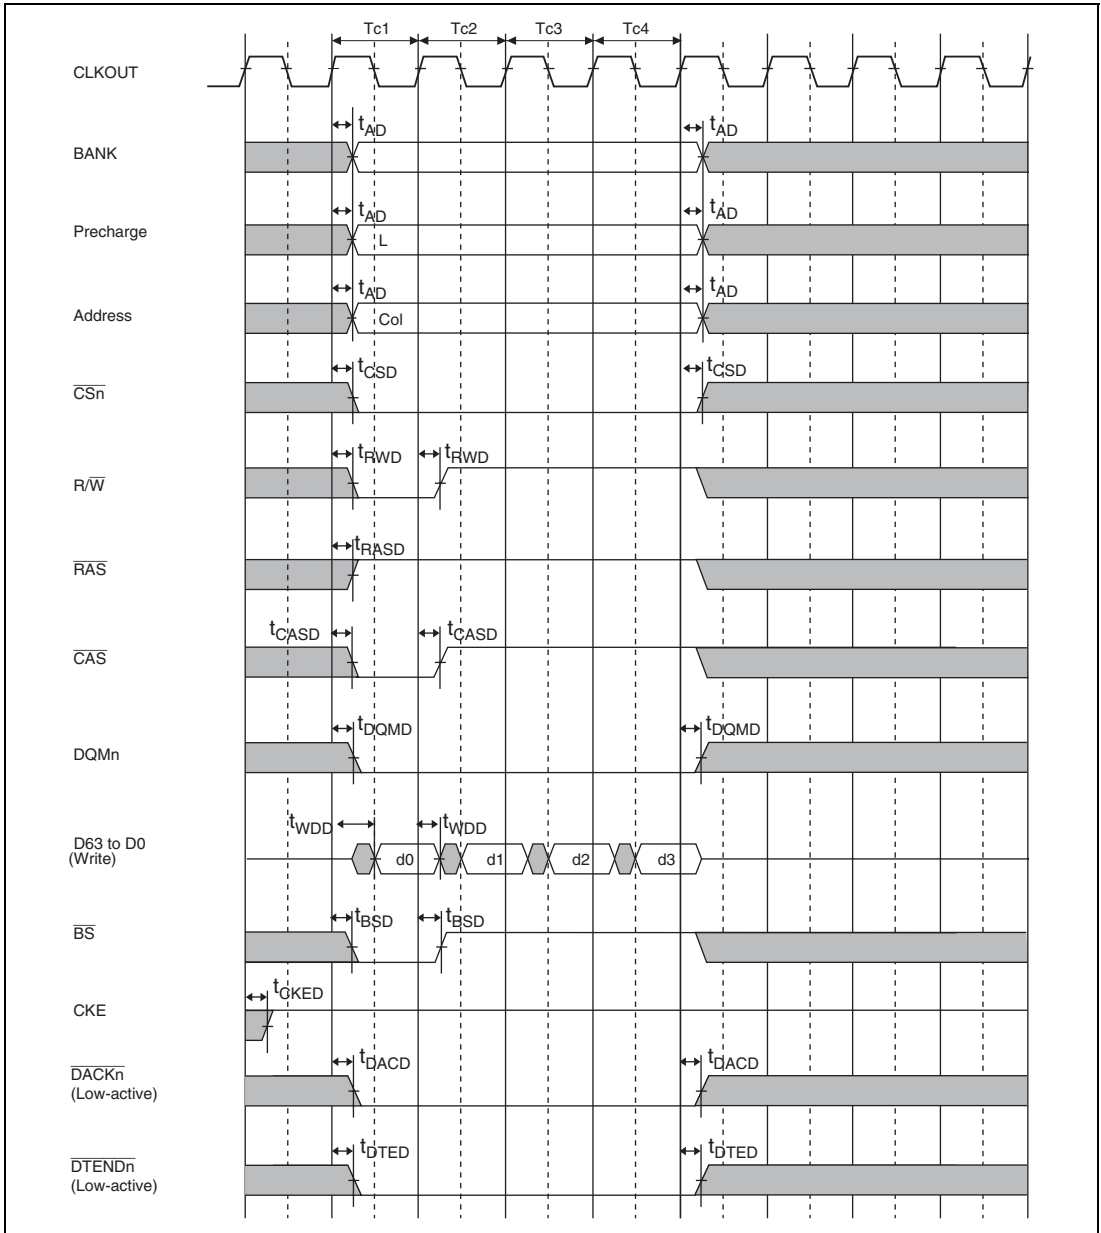 Tc1 Tc2 Tc3 Tc4
CLKOUT
tAD tAD
BANK
tAD tAD
Precharge
L
tAD tAD
Address
Col
tCSD tCSD
CSn
tRWD tRWD
R/W
tRASD
RAS
tCASD tCASD
CAS
tDQMD tDQMD
DQMn
tWDD tWDD
D63 to D0
(Write)
d0 d1 d2 d3
tBSD tBSD
BS
tCKED
CKE
tDACD tDACD
DACKn
(Low-active)
tDTED tDTED
DTENDn
(Low-active)